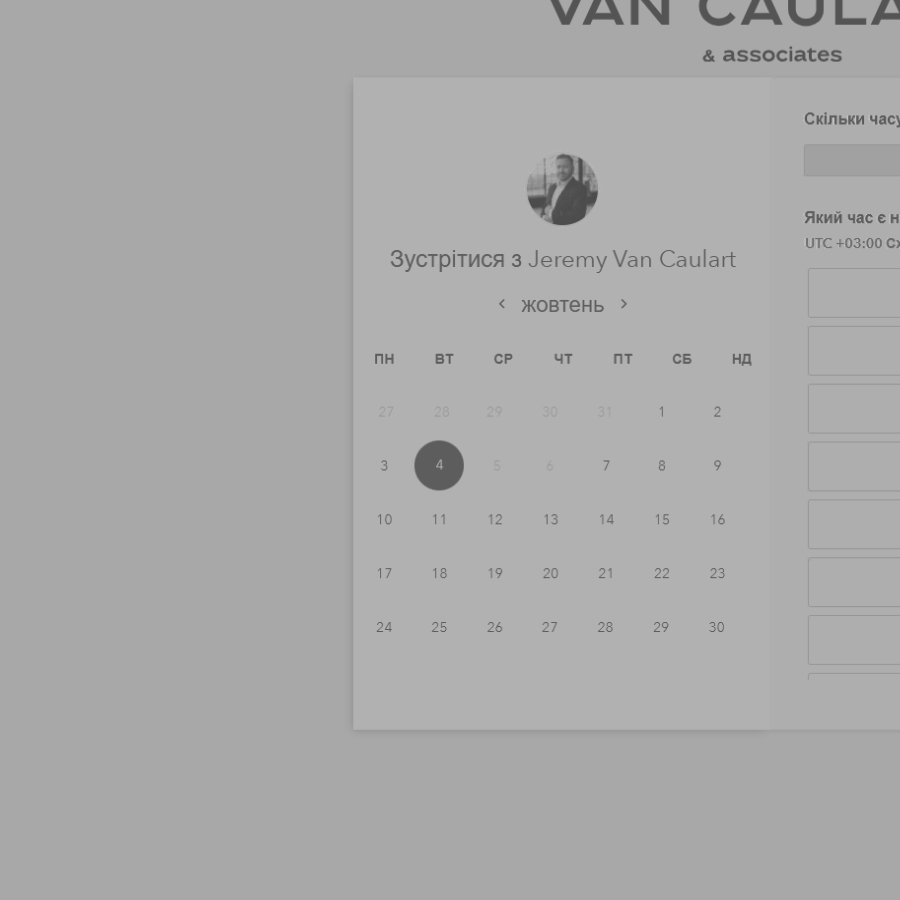 VAN CAULA
& associates
Скільки часу
Зустрітися з Jeremy Van Caulart
жовтень
ПН ВТ СР ЧТ ПТ СБ НД
27 28 29 30 31 1 2
3 4 5 6 7 8 9
10 11 12 13 14 15 16
17 18 19 20 21 22 23
24 25 26 27 28 29 30
Який час є н
UTC +03:00 Сх